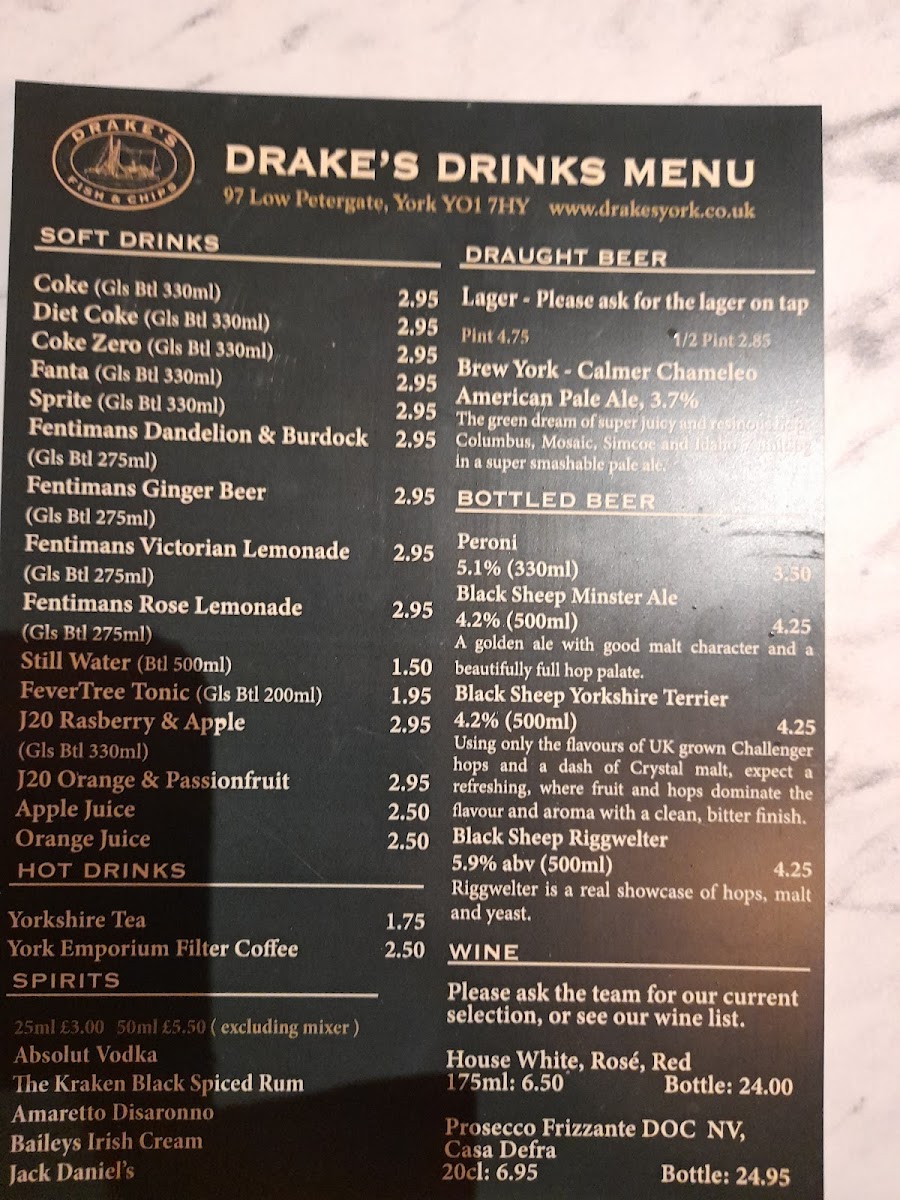 DRAKE'S
FISH & CHIPS
DRAKE'S DRINKS MENU
97 Low Petergate, York YO1 7HY www.drakesyork.co.uk
SOFT DRINKS
Coke (Gls Btl 330ml) 2.95
Diet Coke (Gls Btl 330ml) 2.95
Coke Zero (Gls Btl 330ml) 2.95
Fanta (Gls Btl 330ml) 2.95
Sprite (Gls Btl 330ml) 2.95
Fentimans Dandelion & Burdock 2.95
(Gls Btl 275ml)
Fentimans Ginger Beer 2.95
(Gls Btl 275ml)
Fentimans Victorian Lemonade 2.95
(Gls Btl 275ml)
Fentimans Rose Lemonade 2.95
(Gls Btl 275ml)
Still Water (Btl 500ml) 1.50
FeverTree Tonic (Gls Btl 200ml) 1.95
J20 Rasberry & Apple 2.95
(Gls Btl 330ml)
J20 Orange & Passionfruit 2.95
Apple Juice 2.50
Orange Juice 2.50
HOT DRINKS
Yorkshire Tea 1.75
York Emporium Filter Coffee 2.50
SPIRITS
25ml £3.00 50ml £5.50 ( excluding mixer )
Absolut Vodka
The Kraken Black Spiced Rum
Amaretto Disaronno
Baileys Irish Cream
Jack Daniel's
DRAUGHT BEER
Lager - Please ask for the lager on tap
Pint 4.75 1/2 Pint 2.85
Brew York - Calmer Chameleo
American Pale Ale, 3.7%
The green dream of super juicy and resinous
Columbus, Mosaic, Simcoe and Idaho 7
in a super smashable pale ale.
BOTTLED BEER
Peroni
5.1% (330ml) 3.50
Black Sheep Minster Ale
4.2% (500ml) 4.25
A golden ale with good malt character and a
beautifully full hop palate.
Black Sheep Yorkshire Terrier
4.2% (500ml) 4.25
Using only the flavours of UK grown Challenger
hops and a dash of Crystal malt, expect a
refreshing, where fruit and hops dominate the
flavour and aroma with a clean, bitter finish.
Black Sheep Riggwelter
5.9% abv (500ml) 4.25
Riggwelter is a real showcase of hops, malt
and yeast.
WINE
Please ask the team for our current
selection, or see our wine list.
House White, Rosé, Red
175ml: 6.50 Bottle: 24.00
Prosecco Frizzante DOC NV,
Casa Defra
20cl: 6.95 Bottle: 24.95